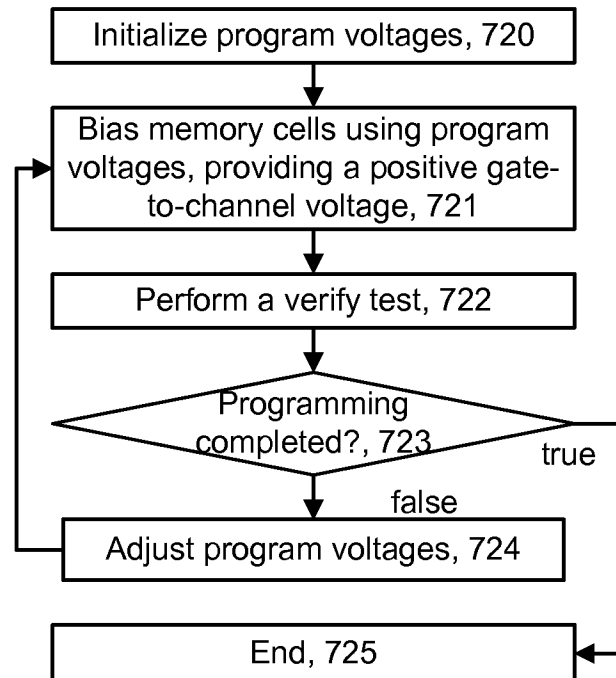 Initialize program voltages, 720
Bias memory cells using program
voltages, providing a positive gate-
to-channel voltage, 721
Perform a verify test, 722
Programming
completed?, 723
true
false
Adjust program voltages, 724
End, 725